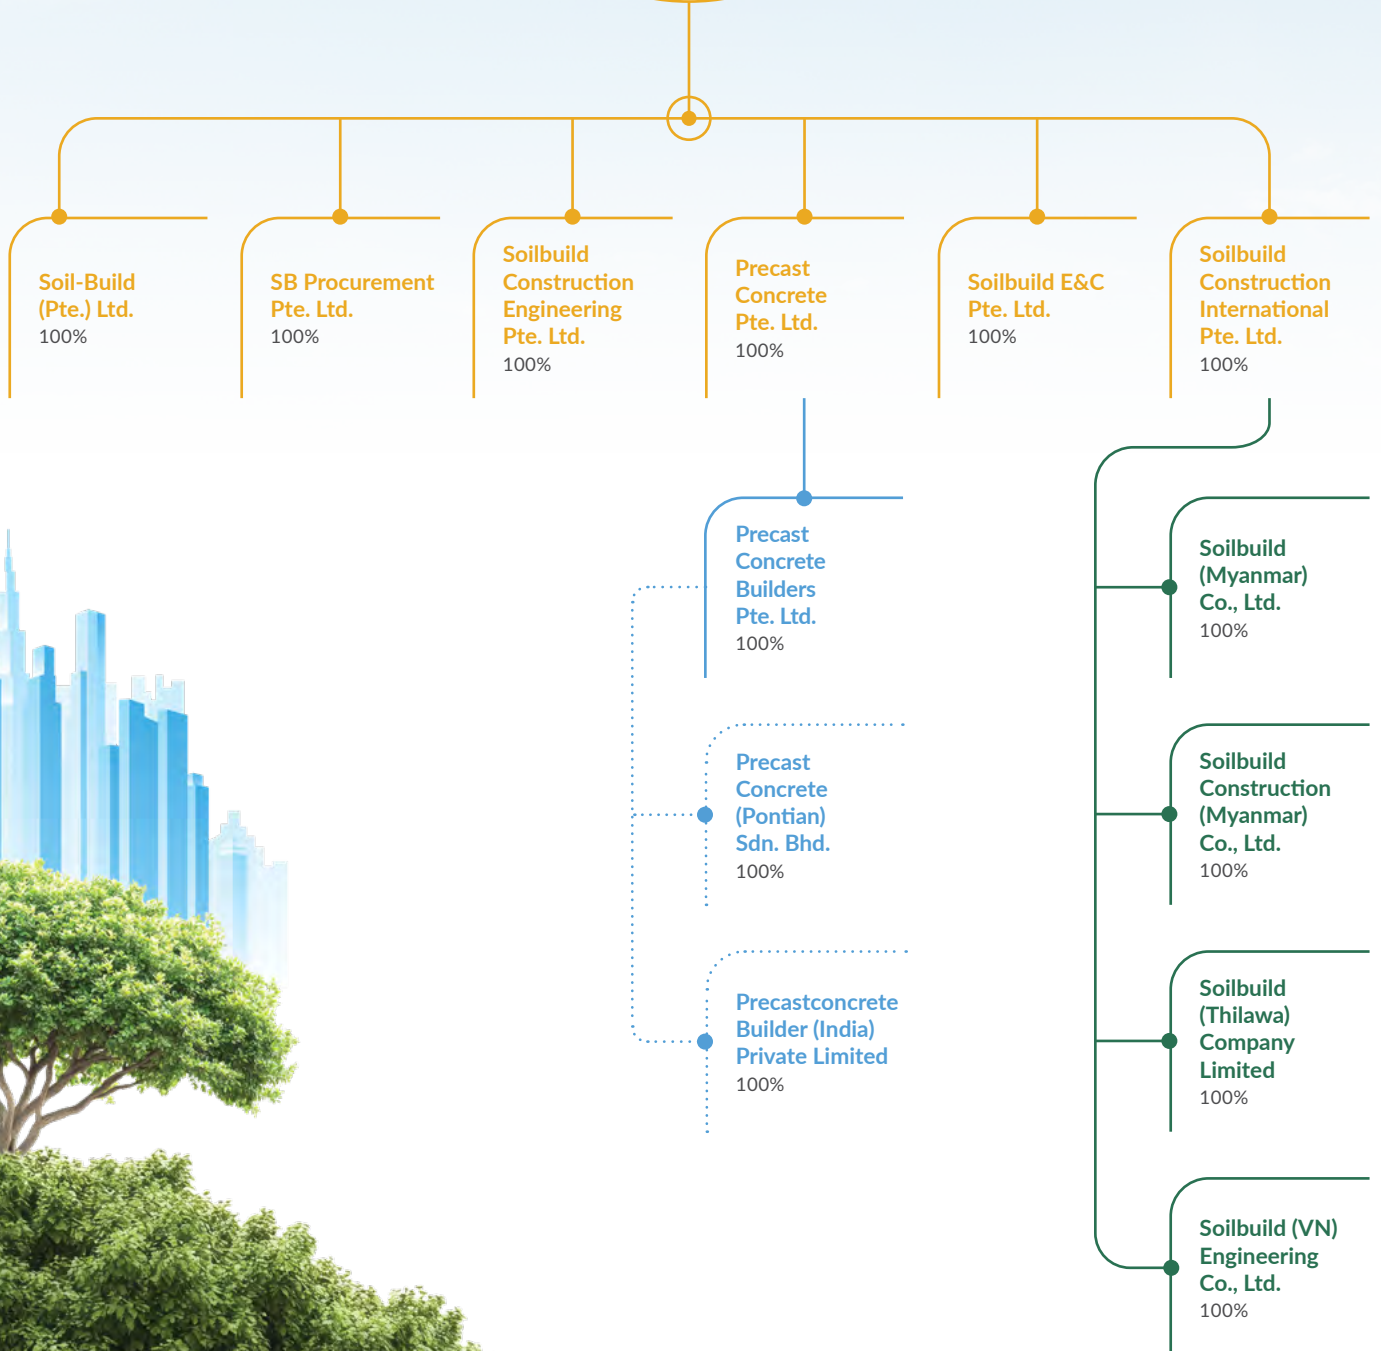 Soil-Build
(Pte.) Ltd.
100%
SB Procurement
Pte. Ltd.
100%
Soilbuild
Construction
Engineering
Pte. Ltd.
100%
Precast
Concrete
Pte. Ltd.
100%
Soilbuild E&C
Pte. Ltd.
100%
Soilbuild
Construction
International
Pte. Ltd.
100%
Precast
Concrete
Builders
Pte. Ltd.
100%
Precast
Concrete
(Pontian)
Sdn. Bhd.
100%
Precastconcrete
Builder (India)
Private Limited
100%
Soilbuild
(Myanmar)
Co., Ltd.
100%
Soilbuild
Construction
(Myanmar)
Co., Ltd.
100%
Soilbuild
(Thilawa)
Company
Limited
100%
Soilbuild (VN)
Engineering
Co., Ltd.
100%